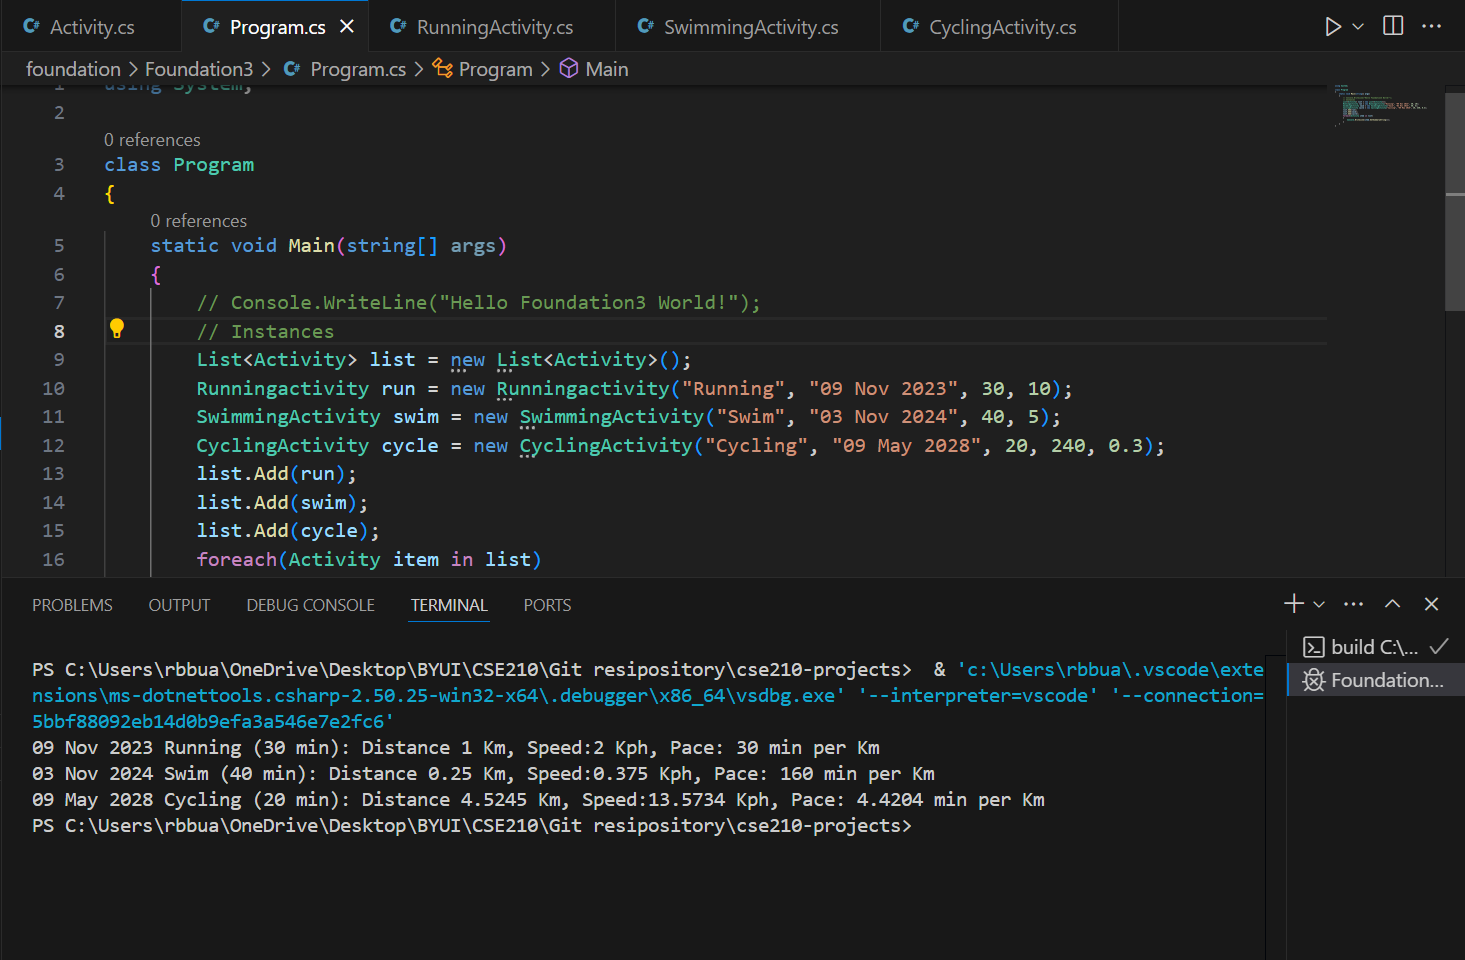 Activity.cs Program.cs RunningActivity.cs SwimmingActivity.cs CyclingActivity.cs
foundation > Foundation3 > Program.cs > Program > Main
1 using System;
2
0 references
3 class Program
4 {
0 references
5 static void Main(string[] args)
6 {
7 // Console.WriteLine("Hello Foundation3 World!");
8 // Instances
9 List<Activity> list = new List<Activity>();
10 Runningactivity run = new Runningactivity("Running", "09 Nov 2023", 30, 10);
11 SwimmingActivity swim = new SwimmingActivity("Swim", "03 Nov 2024", 40, 5);
12 CyclingActivity cycle = new CyclingActivity("Cycling", "09 May 2028", 20, 240, 0.3);
13 list.Add(run);
14 list.Add(swim);
15 list.Add(cycle);
16 foreach(Activity item in list)
PROBLEMS OUTPUT DEBUG CONSOLE TERMINAL PORTS
build C:\...
Foundation...
PS C:\Users\rbbua\OneDrive\Desktop\BYUI\CSE210\Git resipository\cse210-projects> & 'c:\Users\rbbua\.vscode\exte
nsions\ms-dotnettools.csharp-2.50.25-win32-x64\.debugger\x86_64\vsdbg.exe' '--interpreter=vscode' '--connection=
5bbf88092eb14d0b9efa3a546e7e2fc6'
09 Nov 2023 Running (30 min): Distance 1 Km, Speed:2 Kph, Pace: 30 min per Km
03 Nov 2024 Swim (40 min): Distance 0.25 Km, Speed:0.375 Kph, Pace: 160 min per Km
09 May 2028 Cycling (20 min): Distance 4.5245 Km, Speed:13.5734 Kph, Pace: 4.4204 min per Km
PS C:\Users\rbbua\OneDrive\Desktop\BYUI\CSE210\Git resipository\cse210-projects>